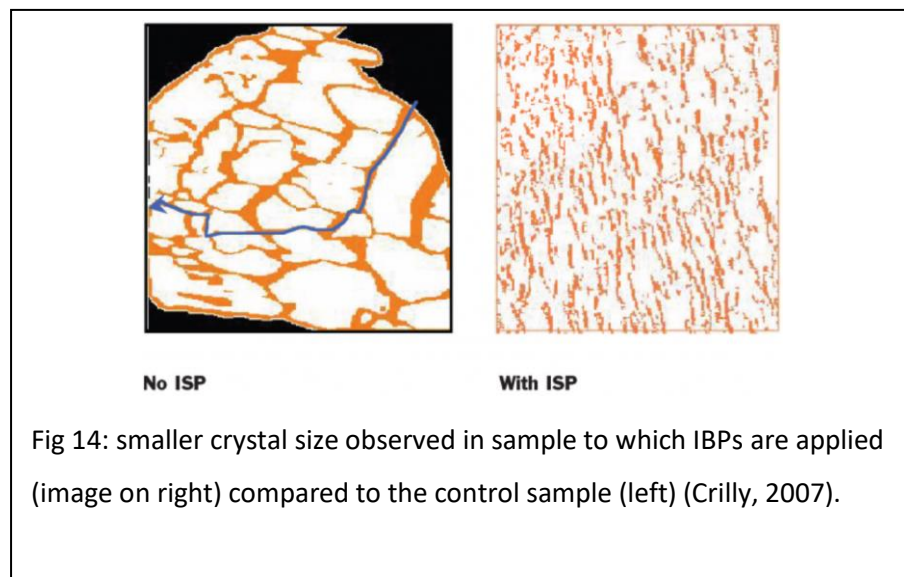 No ISP
With ISP
Fig 14: smaller crystal size observed in sample to which IBPs are applied
(image on right) compared to the control sample (left) (Crilly, 2007).